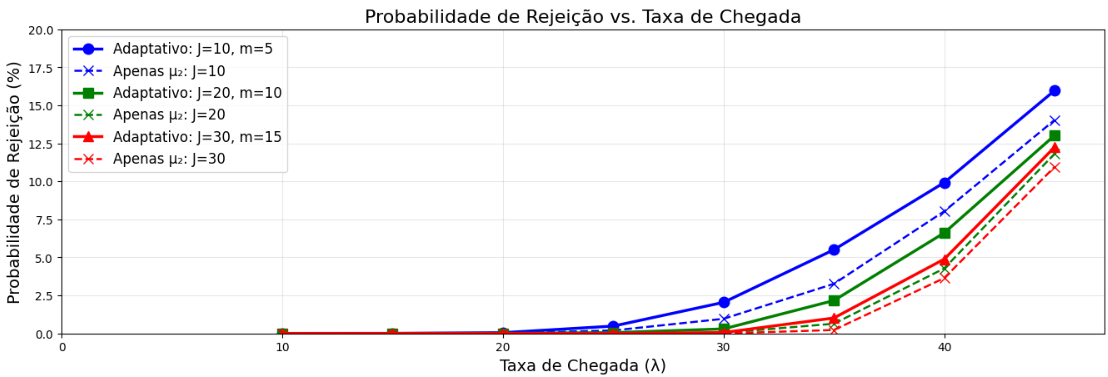 Probabilidade de Rejeição vs. Taxa de Chegada
Probabilidade de Rejeição (%)
20.0
17.5
15.0
12.5
10.0
7.5
5.0
2.5
0.0
Adaptativo: J=10, m=5
Apenas μ₂: J=10
Adaptativo: J=20, m=10
Apenas μ₂: J=20
Adaptativo: J=30, m=15
Apenas μ₂: J=30
0 10 20 30 40
Taxa de Chegada (λ)